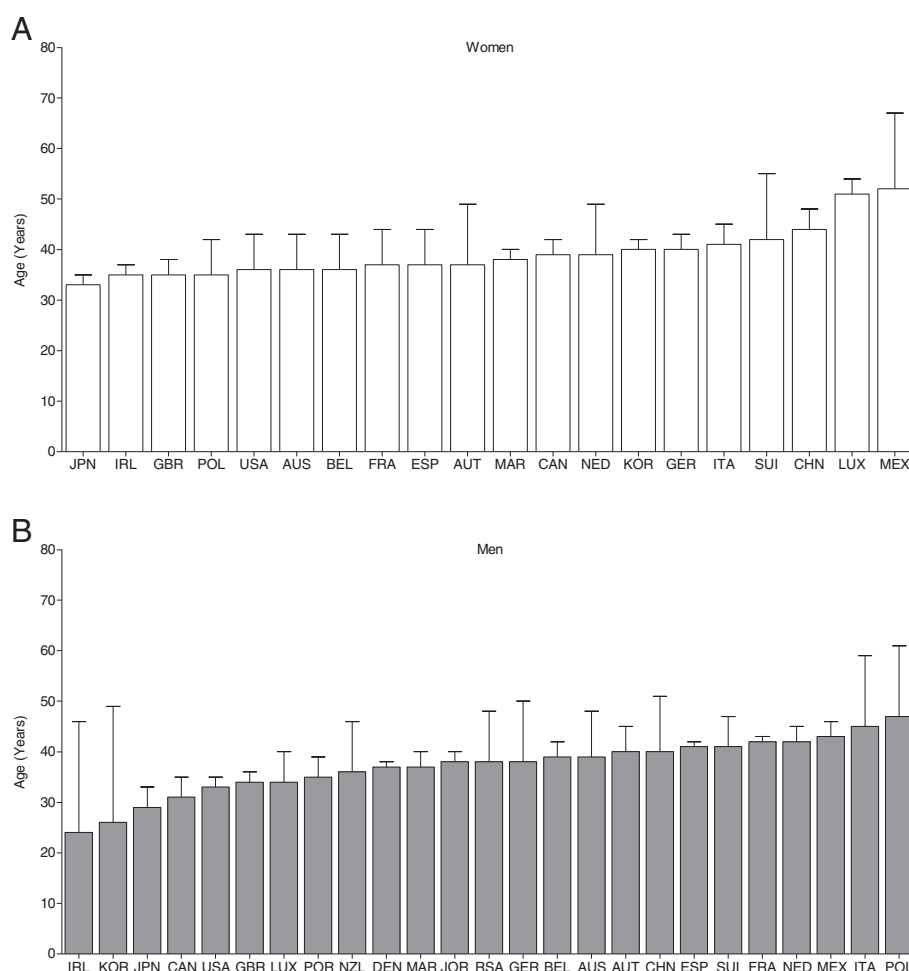 A
Women
80
70
60
50
40
30
20
10
0
Age (Years)
JPN IRL GBR POL USA AUS BEL FRA ESP AUT MAR CAN NED KOR GER ITA SUI CHN LUX MEX
B
Men
80
70
60
50
40
30
20
10
0
Age (Years)
IRL KOR JPN CAN USA GBR LUX POR NZL DEN MAR JOR RSA GER BEL AUS AUT CHN ESP SUI FRA NED MEX ITA POL